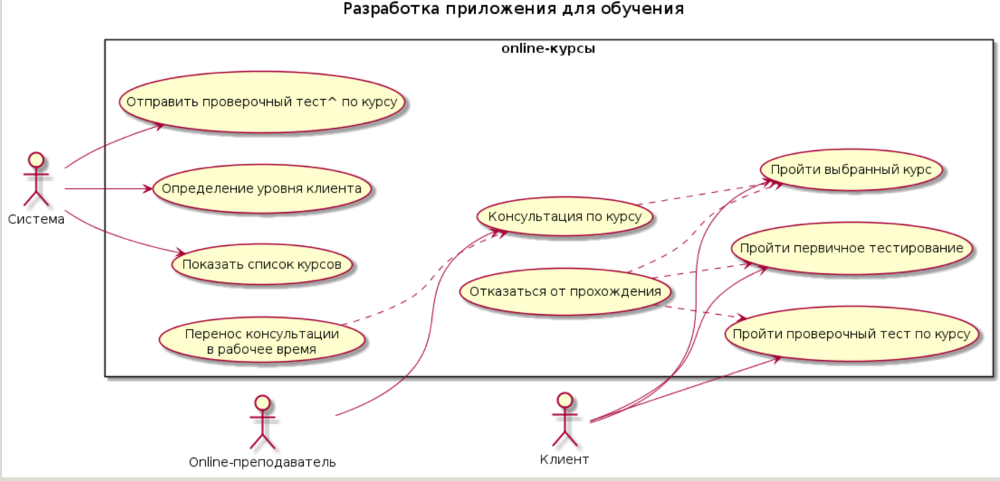 Разработка приложения для обучения
online-курсы
Отправить проверочный тест^ по курсу
Определение уровня клиента
Показать список курсов
Перенос консультации
в рабочее время
Консультация по курсу
Отказаться от прохождения
Пройти выбранный курс
Пройти первичное тестирование
Пройти проверочный тест по курсу
Система
Online-преподаватель
Клиент